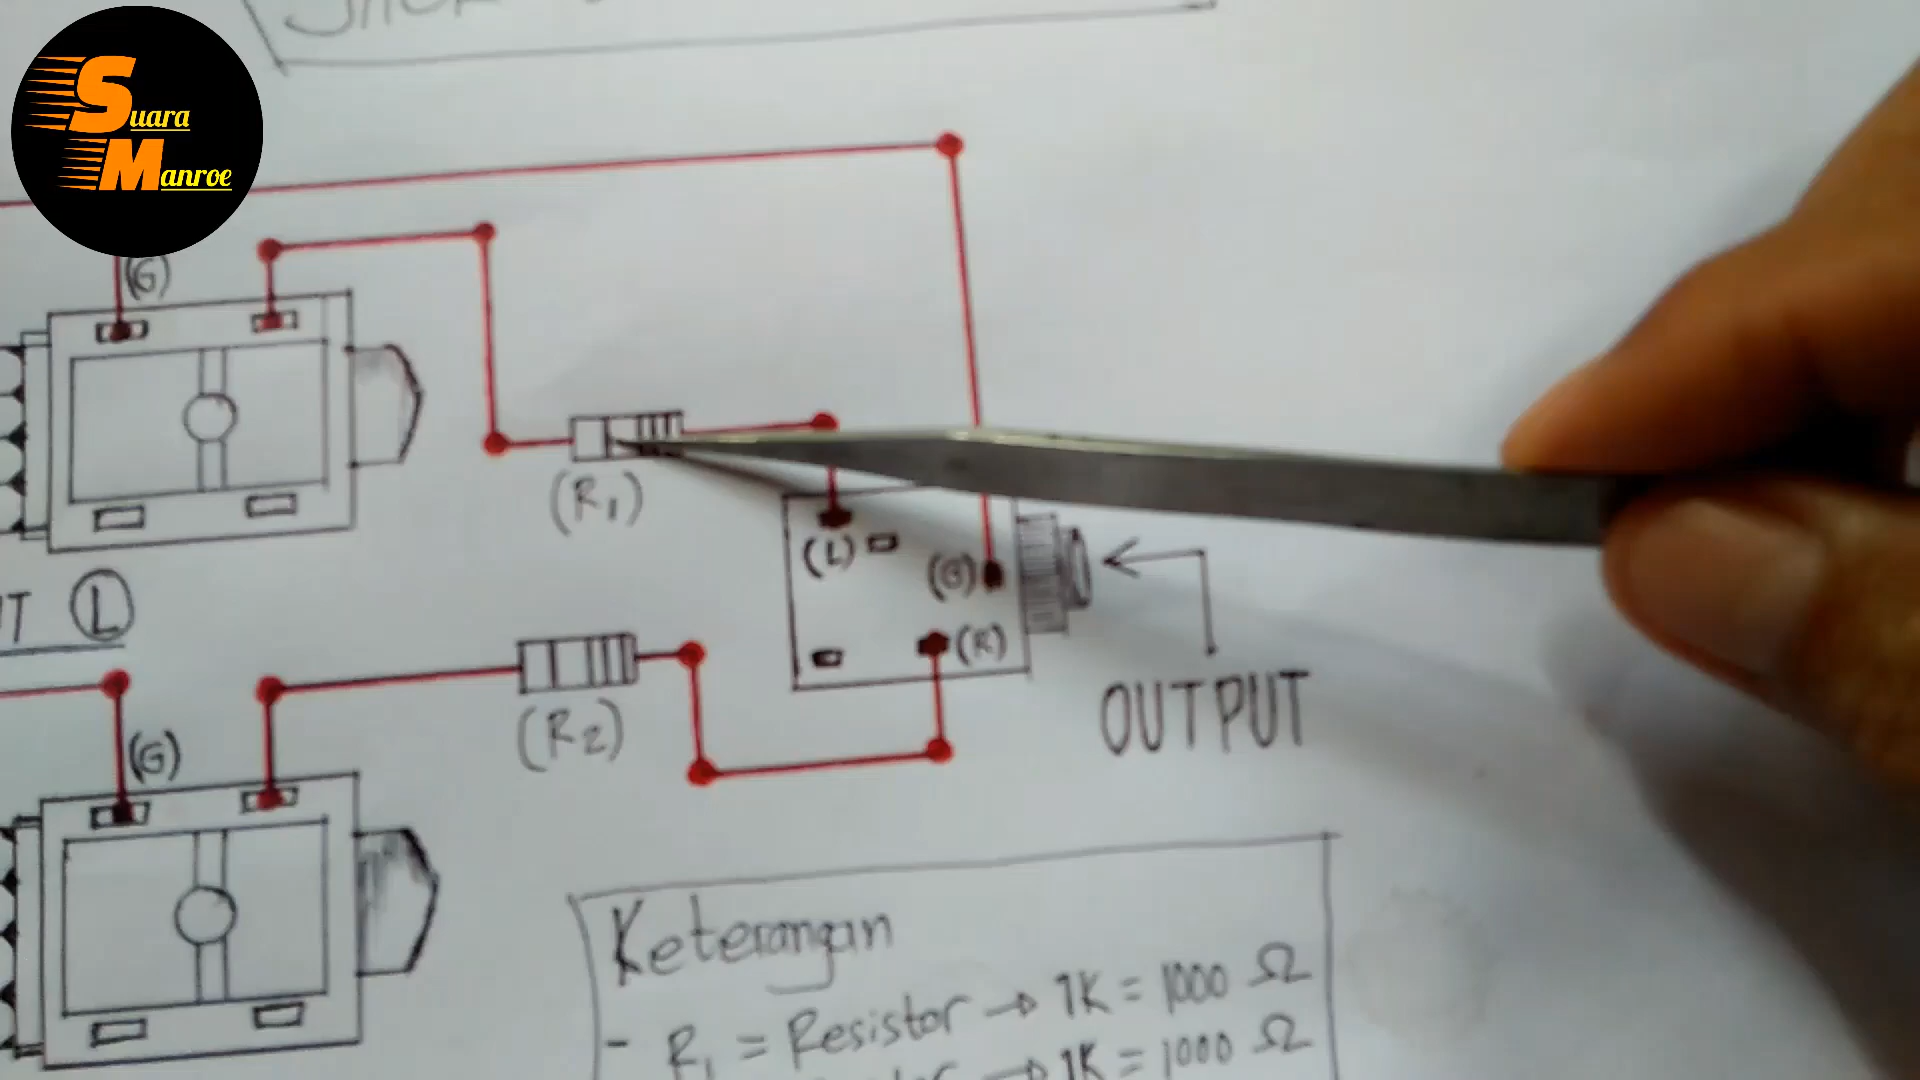 Suara
Manroe
(G)
(R1)
(L)
(G)
(R)
L
OUTPUT
(R2)
(G)
Keterangan
- R1 = Resistor → 1K = 1000 Ω
→ 1K = 1000 Ω